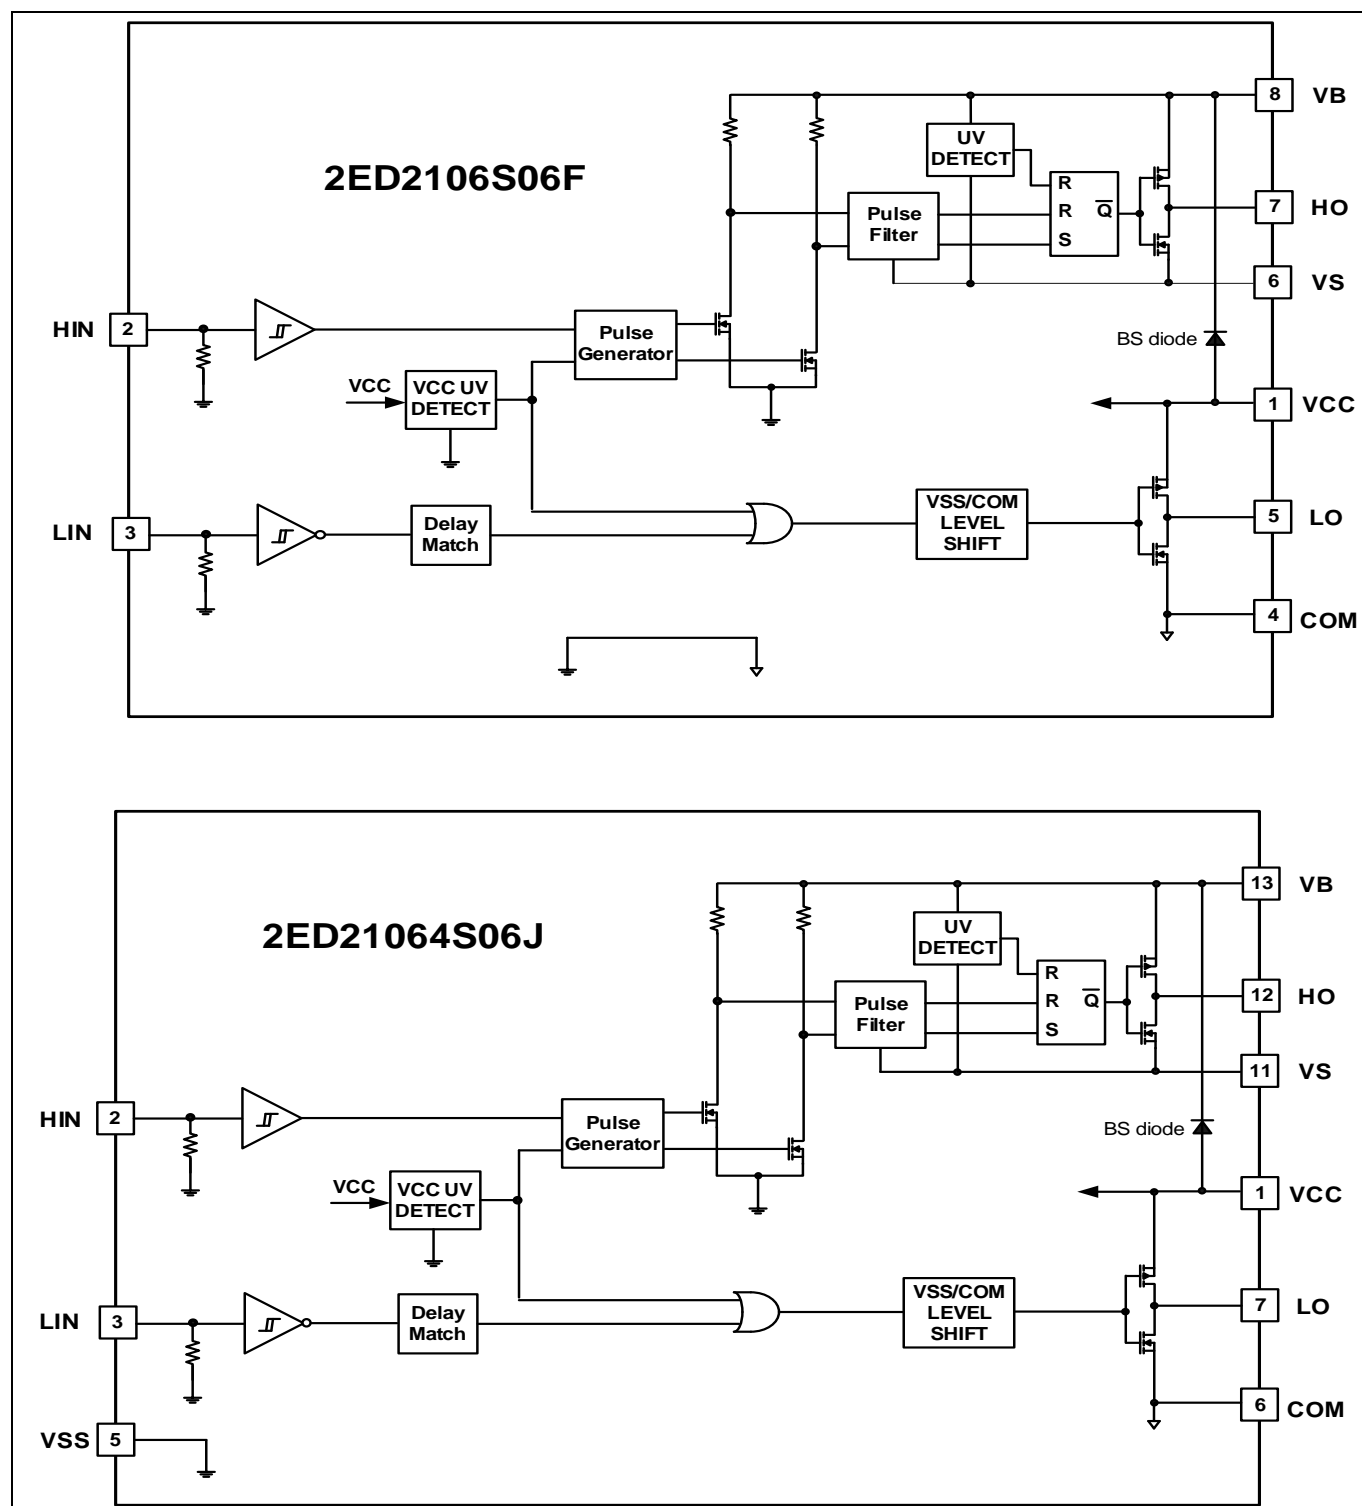 2ED2106S06F
8 VB
UV
DETECT
R
R Q
S
Pulse
Filter
7 HO
6 VS
HIN 2
Pulse
Generator
BS diode
VCC
VCC UV
DETECT
1 VCC
LIN 3
Delay
Match
VSS/COM
LEVEL
SHIFT
5 LO
4 COM
2ED21064S06J
13 VB
UV
DETECT
R
R Q
S
Pulse
Filter
12 HO
11 VS
HIN 2
Pulse
Generator
BS diode
VCC
VCC UV
DETECT
1 VCC
LIN 3
Delay
Match
VSS/COM
LEVEL
SHIFT
7 LO
6 COM
VSS 5